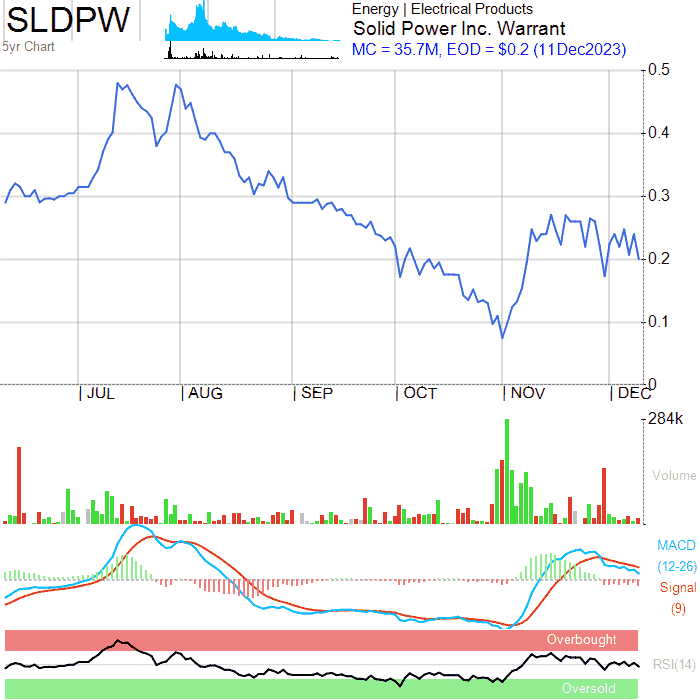 SLDPW
5yr Chart
Energy | Electrical Products
Solid Power Inc. Warrant
MC = 35.7M, EOD = $0.2 (11Dec2023)
0.5
0.4
0.3
0.2
0.1
0
| JUL | AUG | SEP | OCT | NOV | DEC
284k
Volume
MACD
(12-26)
Signal
(9)
Overbought
RSI(14)
Oversold